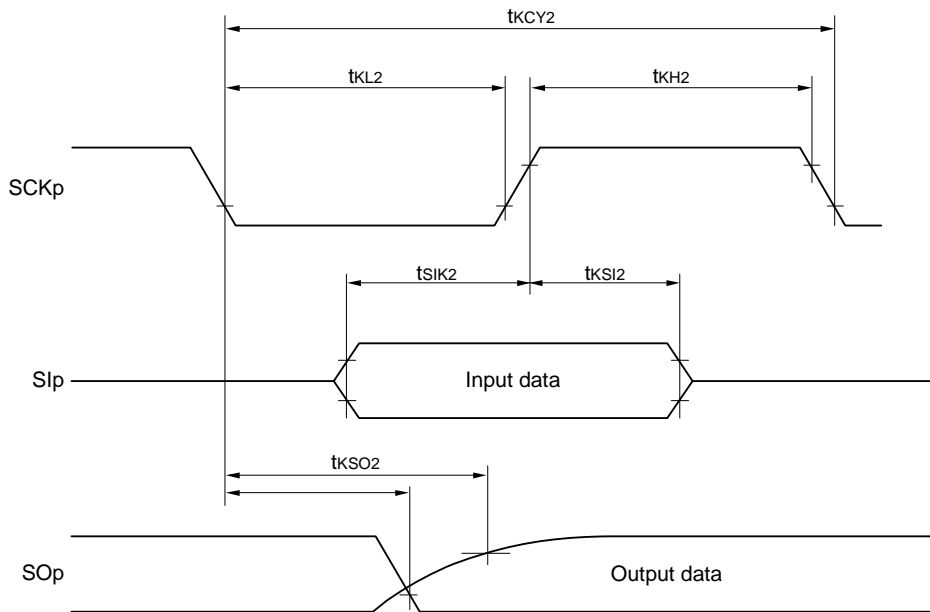 tKCY2
tKL2
tKH2
SCKp
tSIK2
tKSI2
SIp
Input data
tKSO2
SOp
Output data